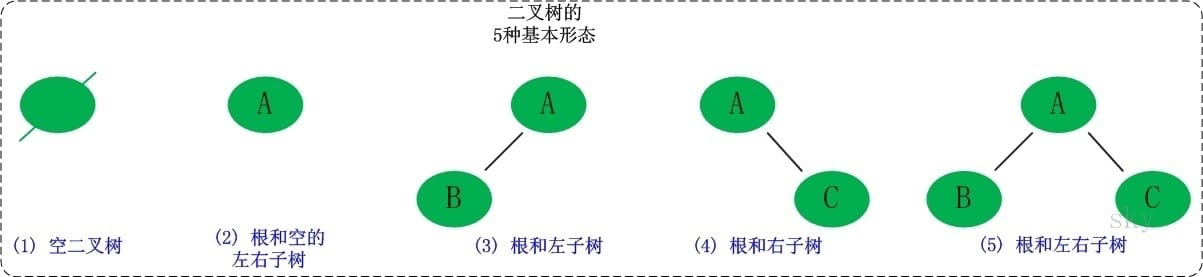 二叉树的
5种基本形态
A
A
A
A
B
C
B
C
sky
(1) 空二叉树
(2) 根和空的
左右子树
(3) 根和左子树
(4) 根和右子树
(5) 根和左右子树